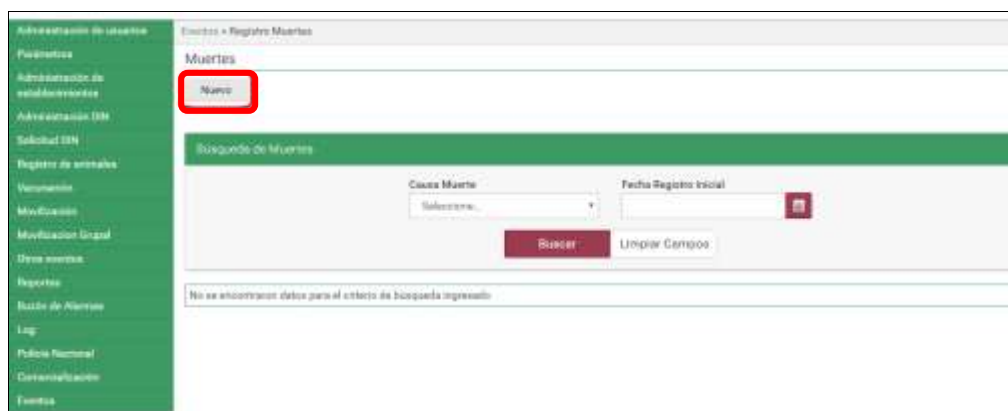 Administración de usuarios
Parámetros
Administración de
establecimientos
Administración DIN
Solicitud DIN
Registro de animales
Vacunación
Movilización
Movilizacion Grupal
Otros eventos
Reportes
Buzón de Alarmas
Log
Policía Nacional
Comercialización
Eventos
Eventos » Registro Muertes
Muertes
Nuevo
Búsqueda de Muertes
Causa Muerte
Fecha Registro Inicial
Seleccione...
Buscar
Limpiar Campos
No se encontraron datos para el criterio de búsqueda ingresado